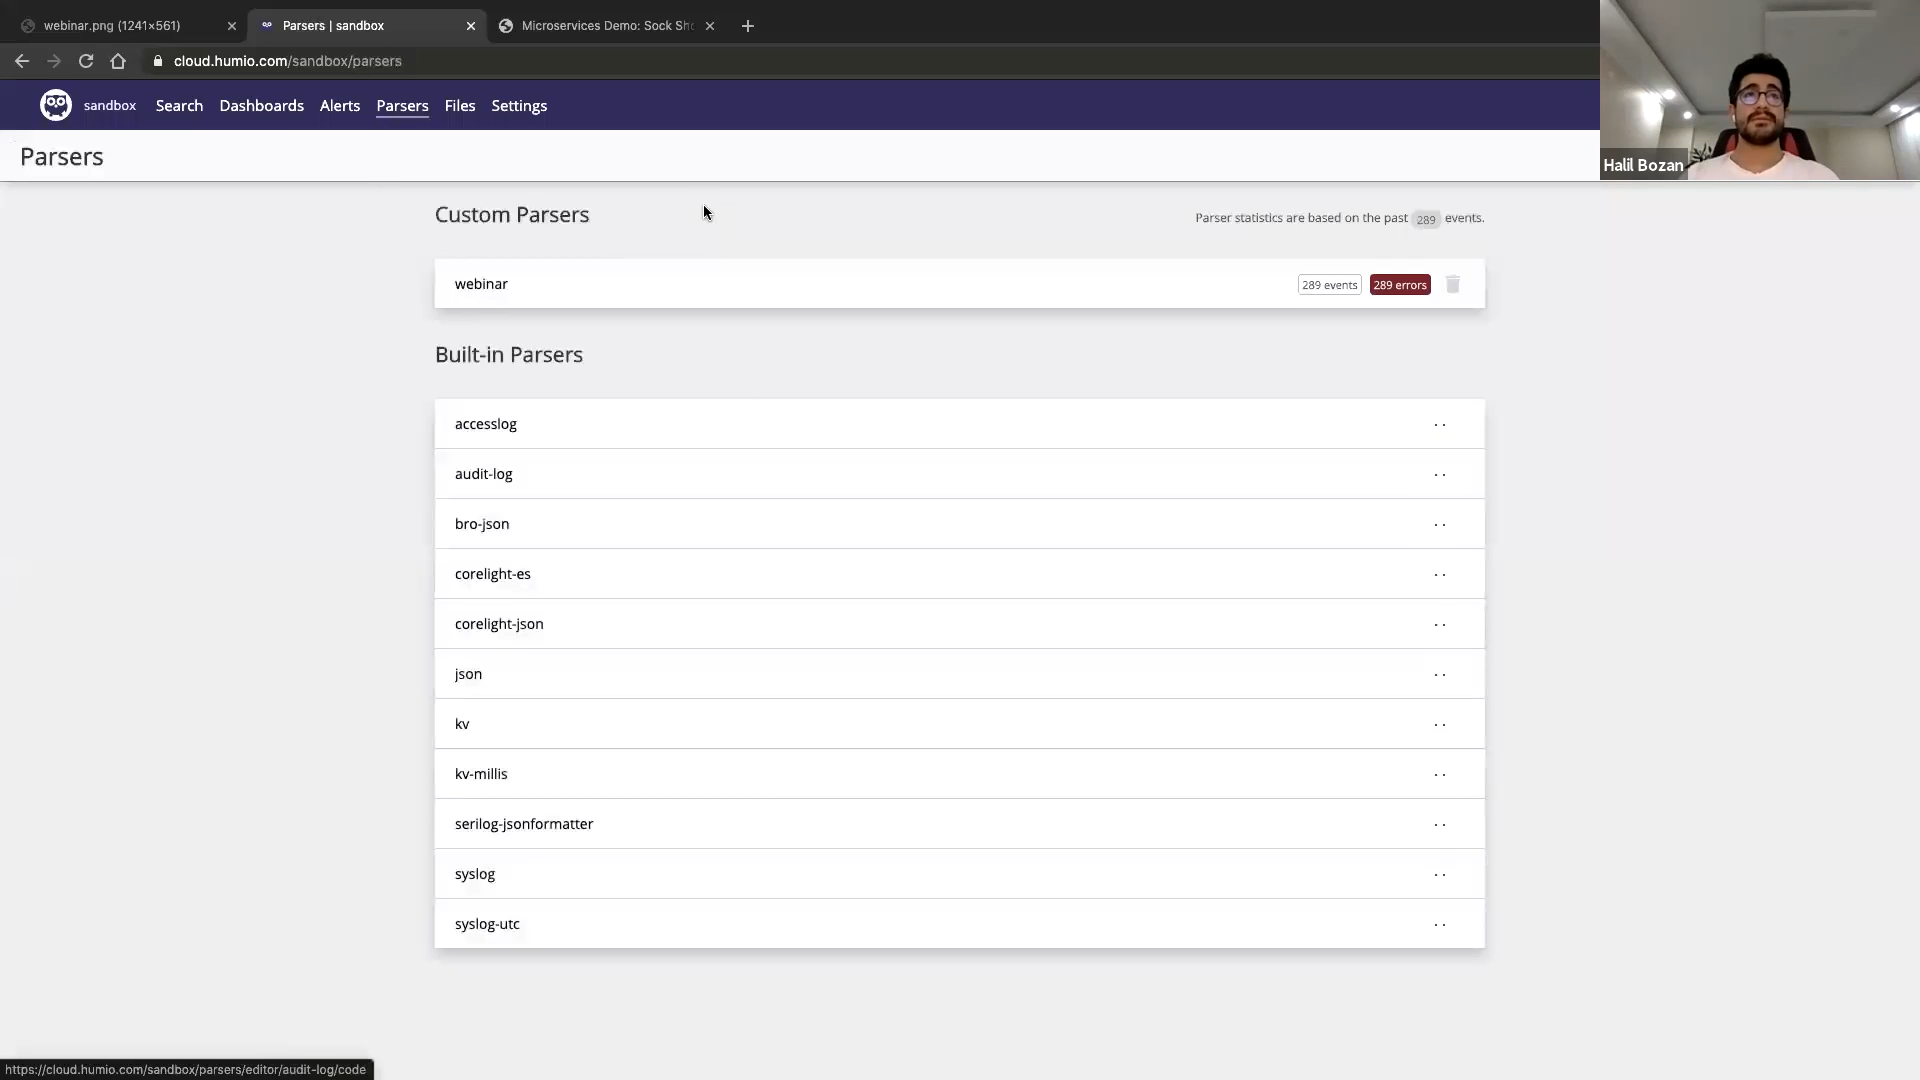 webinar.png (1241×561)
Parsers | sandbox
Microservices Demo: Sock Sh
cloud.humio.com/sandbox/parsers
sandbox Search Dashboards Alerts Parsers Files Settings
Halil Bozan
Parsers
Custom Parsers
Parser statistics are based on the past 289 events.
webinar 289 events 289 errors
Built-in Parsers
accesslog
audit-log
bro-json
corelight-es
corelight-json
json
kv
kv-millis
serilog-jsonformatter
syslog
syslog-utc
https://cloud.humio.com/sandbox/parsers/editor/audit-log/code